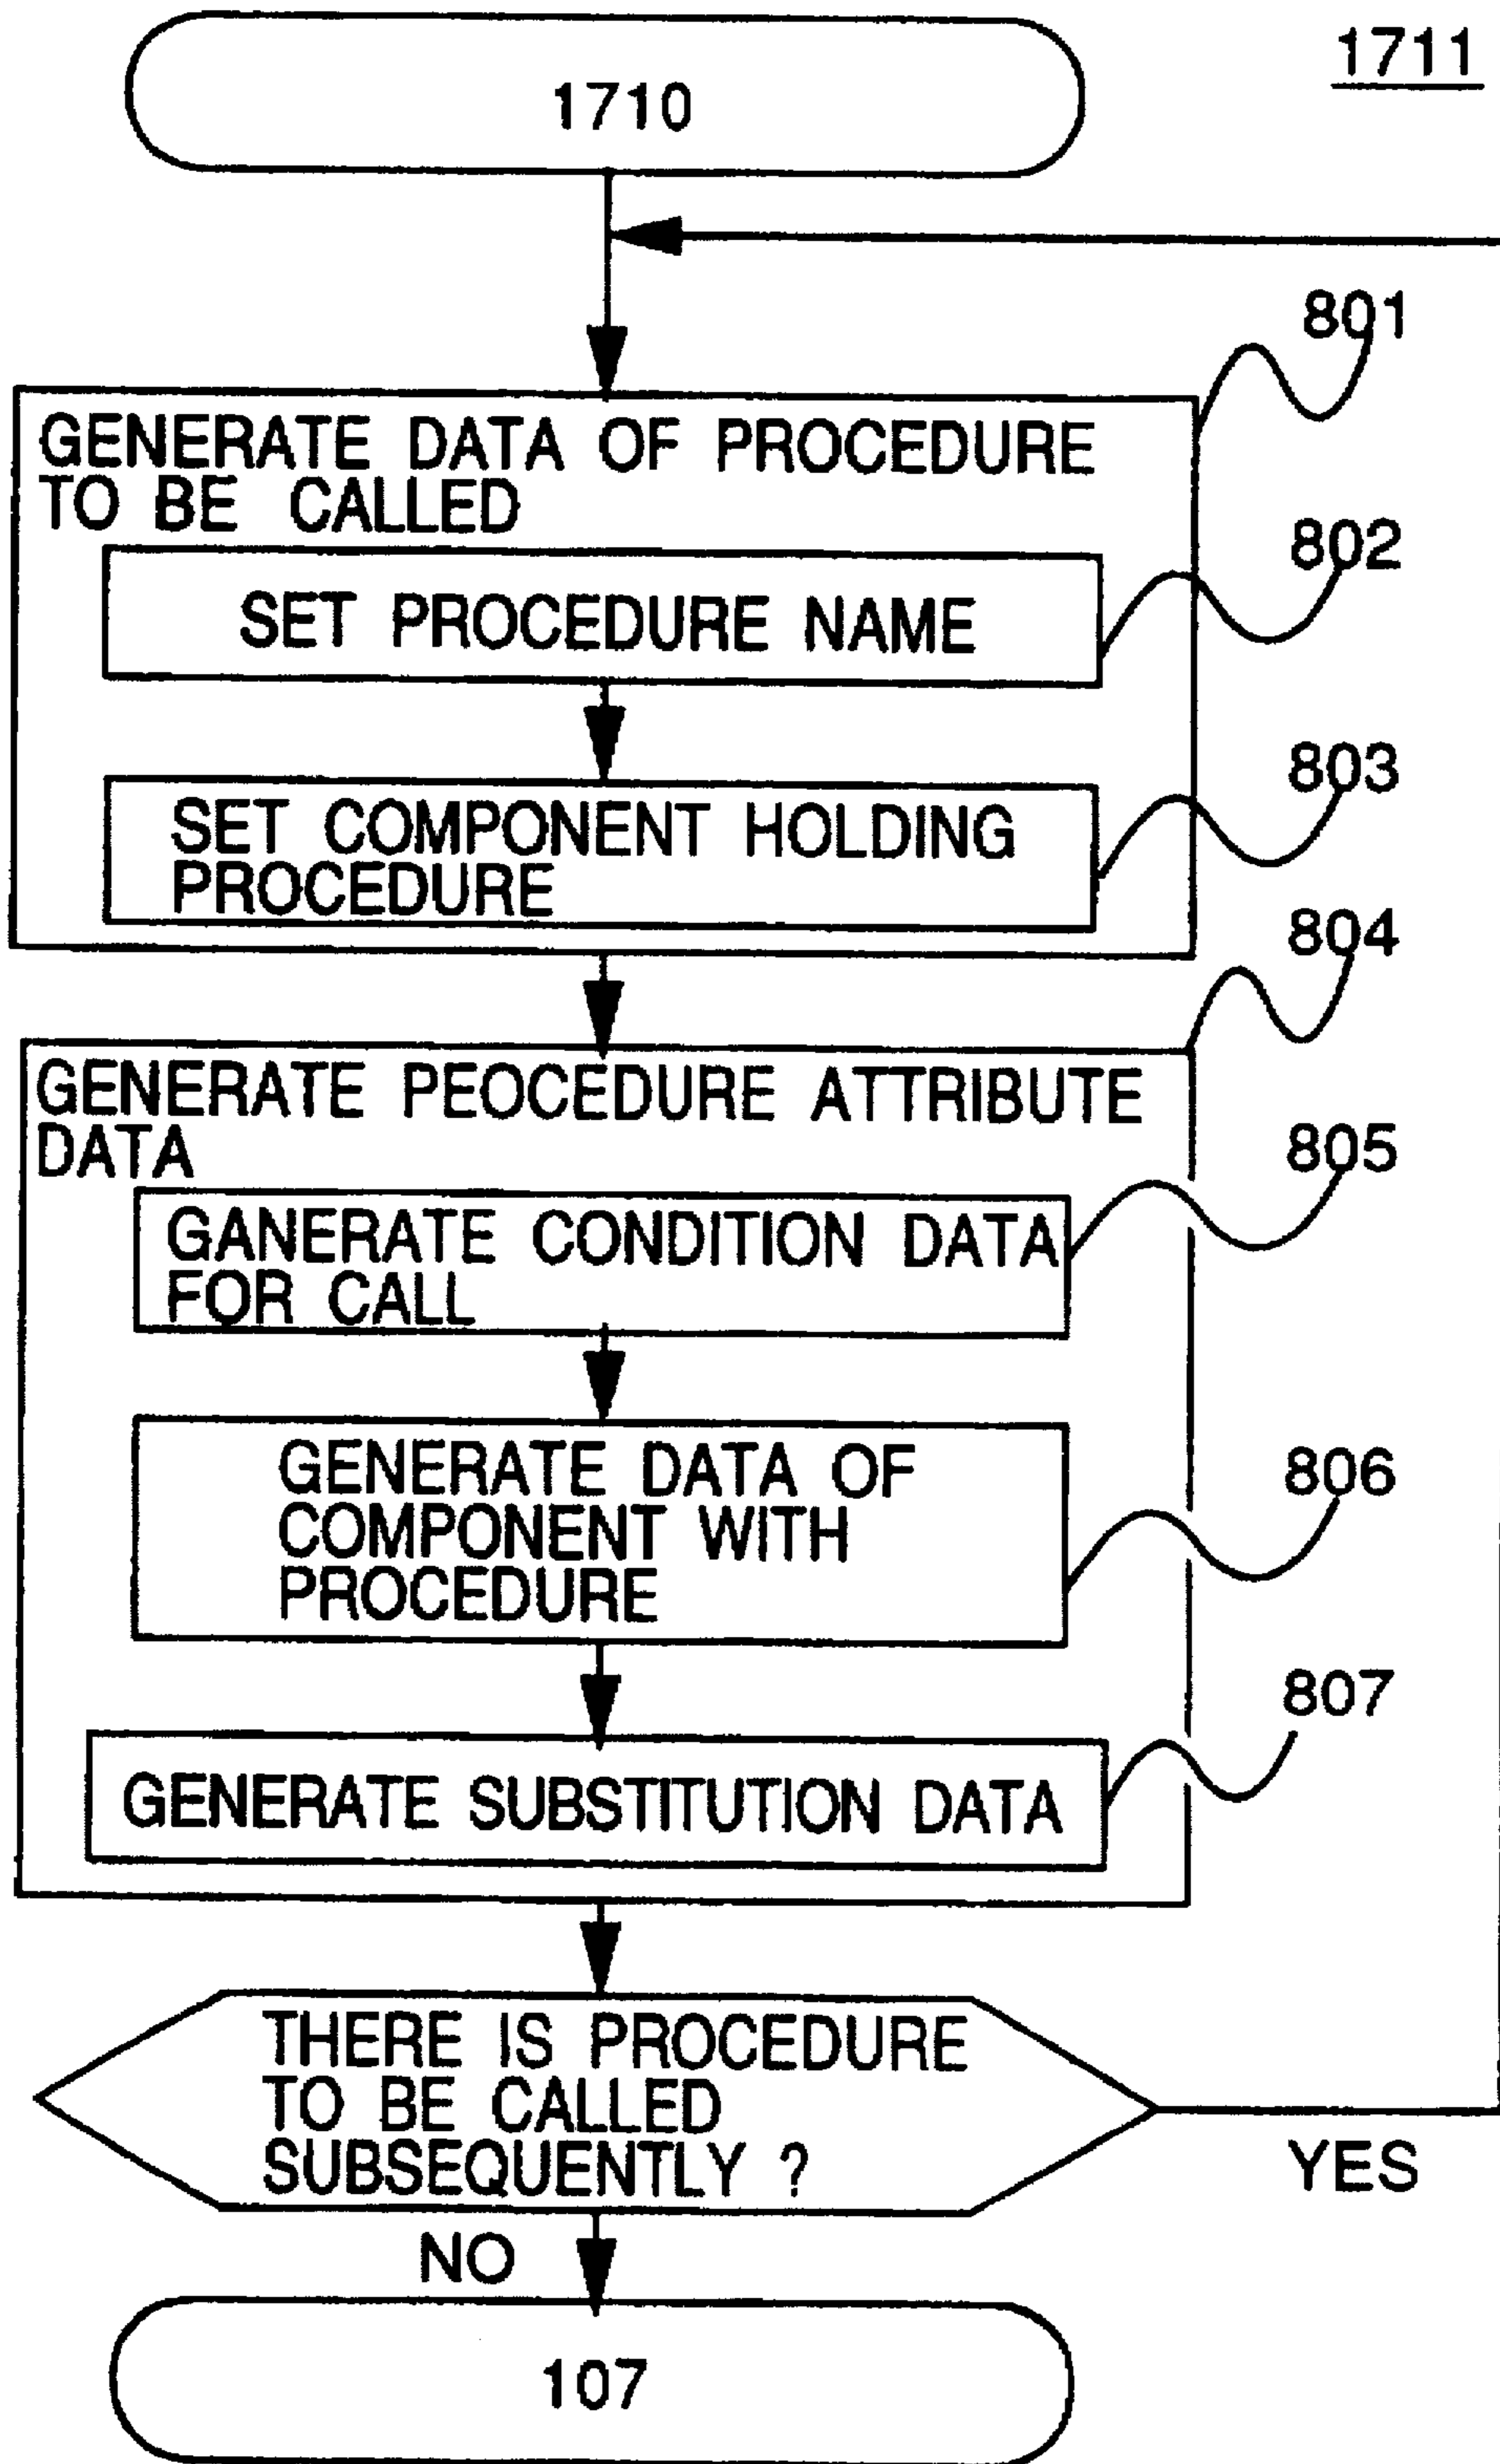 1710
1711
801
GENERATE DATA OF PROCEDURE
TO BE CALLED
802
SET PROCEDURE NAME
803
SET COMPONENT HOLDING
PROCEDURE
804
GENERATE PEOCEDURE ATTRIBUTE
DATA
805
GANERATE CONDITION DATA
FOR CALL
806
GENERATE DATA OF
COMPONENT WITH
PROCEDURE
807
GENERATE SUBSTITUTION DATA
THERE IS PROCEDURE
TO BE CALLED
SUBSEQUENTLY ?
YES
NO
107